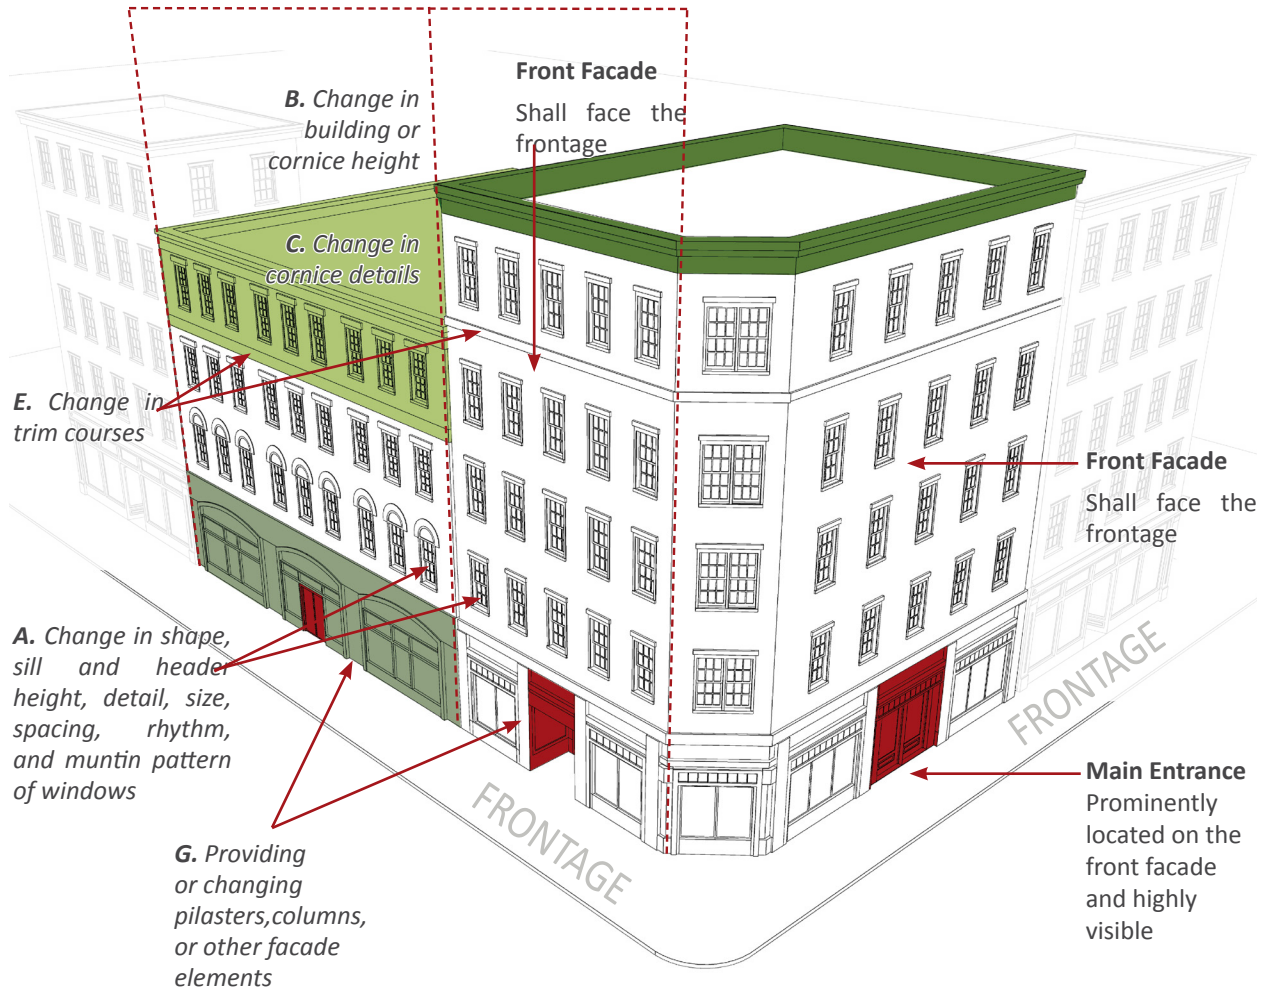 Front Facade
Shall face the
frontage
B. Change in
building or
cornice height
C. Change in
cornice details
E. Change in
trim courses
Front Facade
Shall face the
frontage
A. Change in shape,
sill and header
height, detail, size,
spacing, rhythm,
and muntin pattern
of windows
FRONTAGE
FRONTAGE
Main Entrance
Prominently
located on the
front facade
and highly
visible
G. Providing
or changing
pilasters,columns,
or other facade
elements